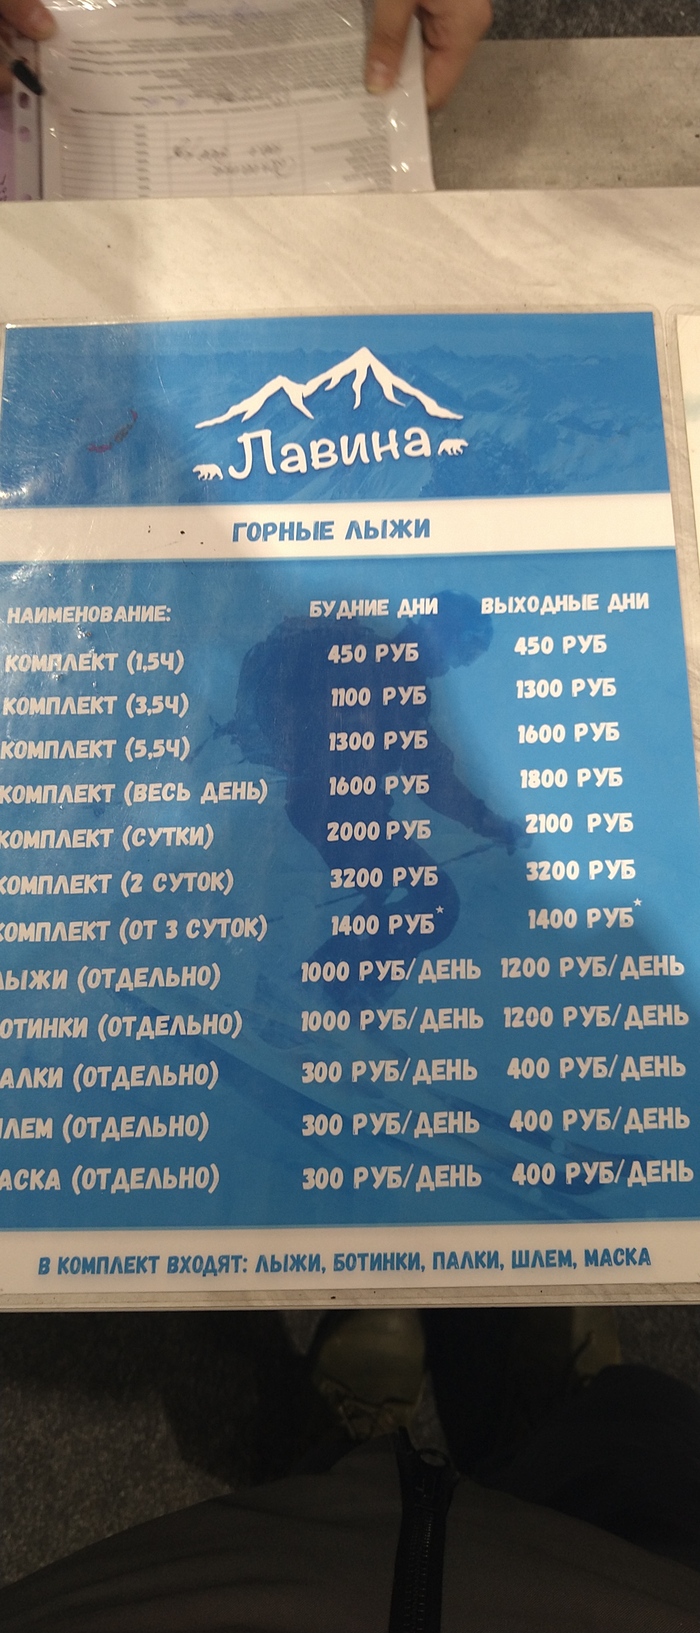 Лавина
ГОРНЫЕ ЛЫЖИ
НАИМЕНОВАНИЕ: БУДНИЕ ДНИ ВЫХОДНЫЕ ДНИ
КОМПЛЕКТ (1,5Ч) 450 РУБ 450 РУБ
КОМПЛЕКТ (3,5Ч) 1100 РУБ 1300 РУБ
КОМПЛЕКТ (5,5Ч) 1300 РУБ 1600 РУБ
КОМПЛЕКТ (ВЕСЬ ДЕНЬ) 1600 РУБ 1800 РУБ
КОМПЛЕКТ (СУТКИ) 2000 РУБ 2100 РУБ
КОМПЛЕКТ (2 СУТОК) 3200 РУБ 3200 РУБ
КОМПЛЕКТ (ОТ 3 СУТОК) 1400 РУБ* 1400 РУБ*
ЛЫЖИ (ОТДЕЛЬНО) 1000 РУБ/ДЕНЬ 1200 РУБ/ДЕНЬ
ОТИНКИ (ОТДЕЛЬНО) 1000 РУБ/ДЕНЬ 1200 РУБ/ДЕНЬ
АЛКИ (ОТДЕЛЬНО) 300 РУБ/ДЕНЬ 400 РУБ/ДЕНЬ
ЛЕМ (ОТДЕЛЬНО) 300 РУБ/ДЕНЬ 400 РУБ/ДЕНЬ
АСКА (ОТДЕЛЬНО) 300 РУБ/ДЕНЬ 400 РУБ/ДЕНЬ
В КОМПЛЕКТ ВХОДЯТ: ЛЫЖИ, БОТИНКИ, ПАЛКИ, ШЛЕМ, МАСКА